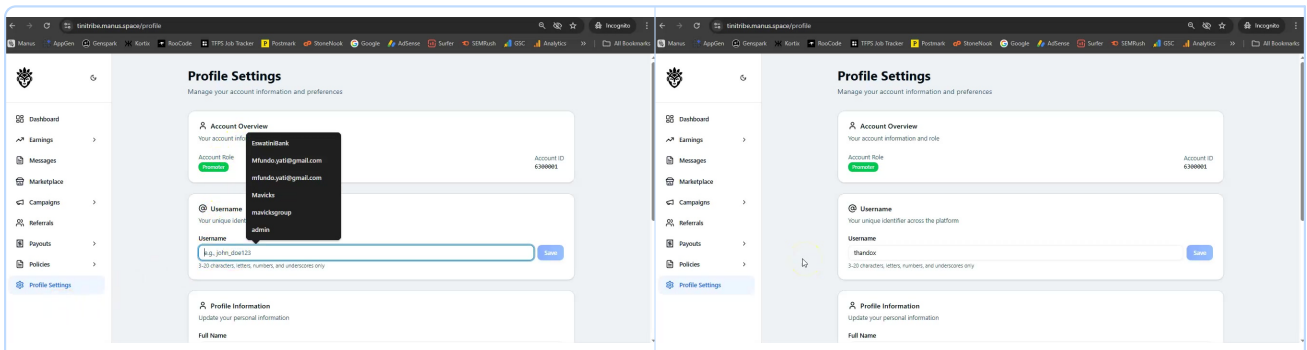 tinitribe.manus.space/profile
Incognito
Manus AppGen Genspark Kortix RooCode TFPS Job Tracker Postmark StoneNook Google AdSense Surfer SEMRush GSC Analytics » All Bookmarks
Profile Settings
Manage your account information and preferences
Dashboard
Earnings
Messages
Marketplace
Campaigns
Referrals
Payouts
Policies
Profile Settings
Account Overview
Your account info
Account Role
Promoter
Account ID
6300001
EswatiniBank
Mfundo.yati@gmail.com
mfundo.yati@gmail.com
Mavicks
mavicksgroup
admin
Username
Your unique ident
Username
e.g., john_doe123
Save
3-20 characters, letters, numbers, and underscores only
Profile Information
Update your personal information
Full Name
tinitribe.manus.space/profile
Incognito
Manus AppGen Genspark Kortix RooCode TFPS Job Tracker Postmark StoneNook Google AdSense Surfer SEMRush GSC Analytics » All Bookmarks
Profile Settings
Manage your account information and preferences
Dashboard
Earnings
Messages
Marketplace
Campaigns
Referrals
Payouts
Policies
Profile Settings
Account Overview
Your account information and role
Account Role
Promoter
Account ID
6300001
Username
Your unique identifier across the platform
Username
thandox
Save
3-20 characters, letters, numbers, and underscores only
Profile Information
Update your personal information
Full Name